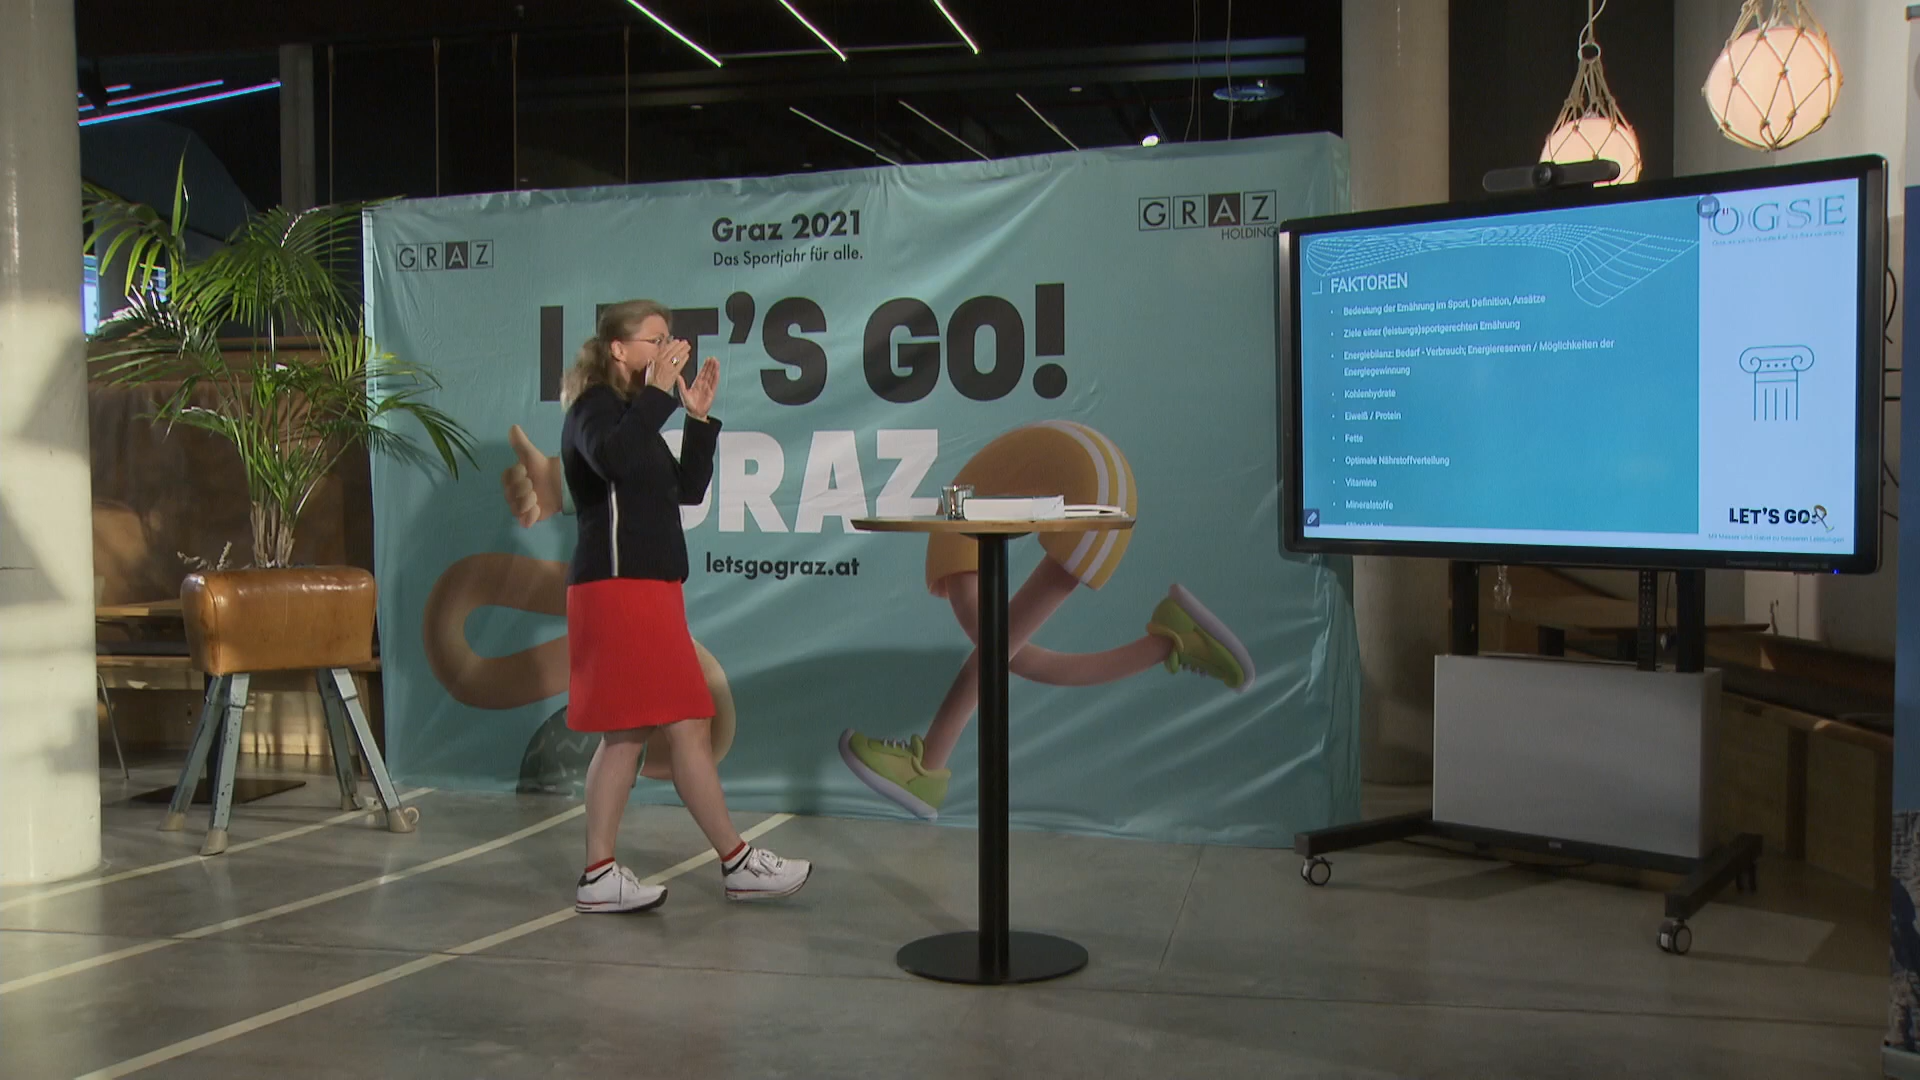 GRAZ
Graz 2021
Das Sportjahr für alle.
GRAZ
HOLDING
LET'S GO!
GRAZ
letsgograz.at
ÖGSE
FAKTOREN
Bedeutung der Ernährung im Sport, Definition, Ansätze
Ziele einer (leistungs)sportgerechten Ernährung
Energiebilanz: Bedarf - Verbrauch; Energiereserven / Möglichkeiten der
Energiegewinnung
Kohlenhydrate
Eiweiß / Protein
Fette
Optimale Nährstoffverteilung
Vitamine
Mineralstoffe
LET'S GO!